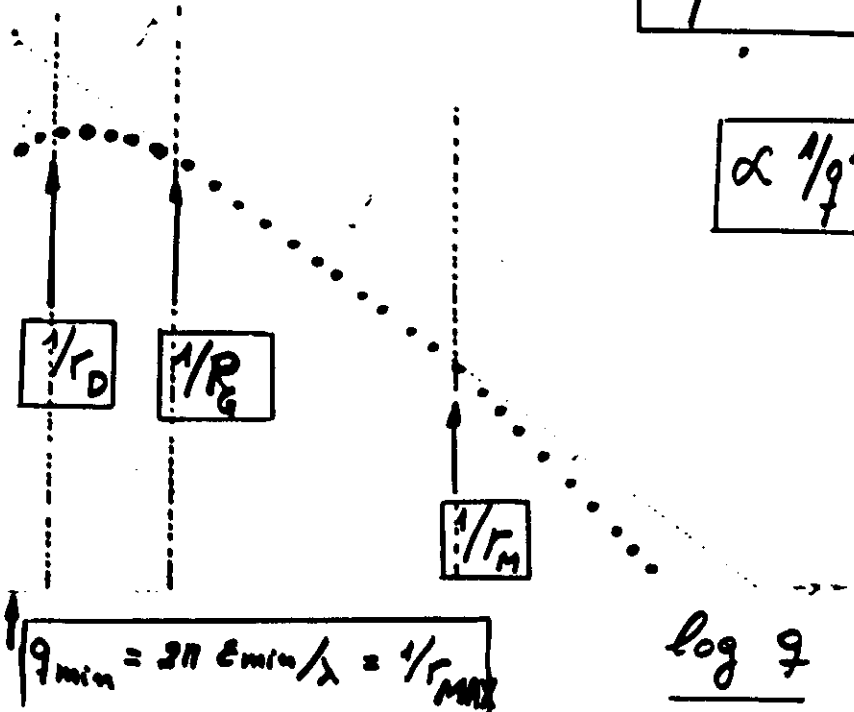 ∝ 1/q
1/r_D
1/R_G
1/r_M
q_min = 2π ε_min/λ = 1/r_MAX
log q